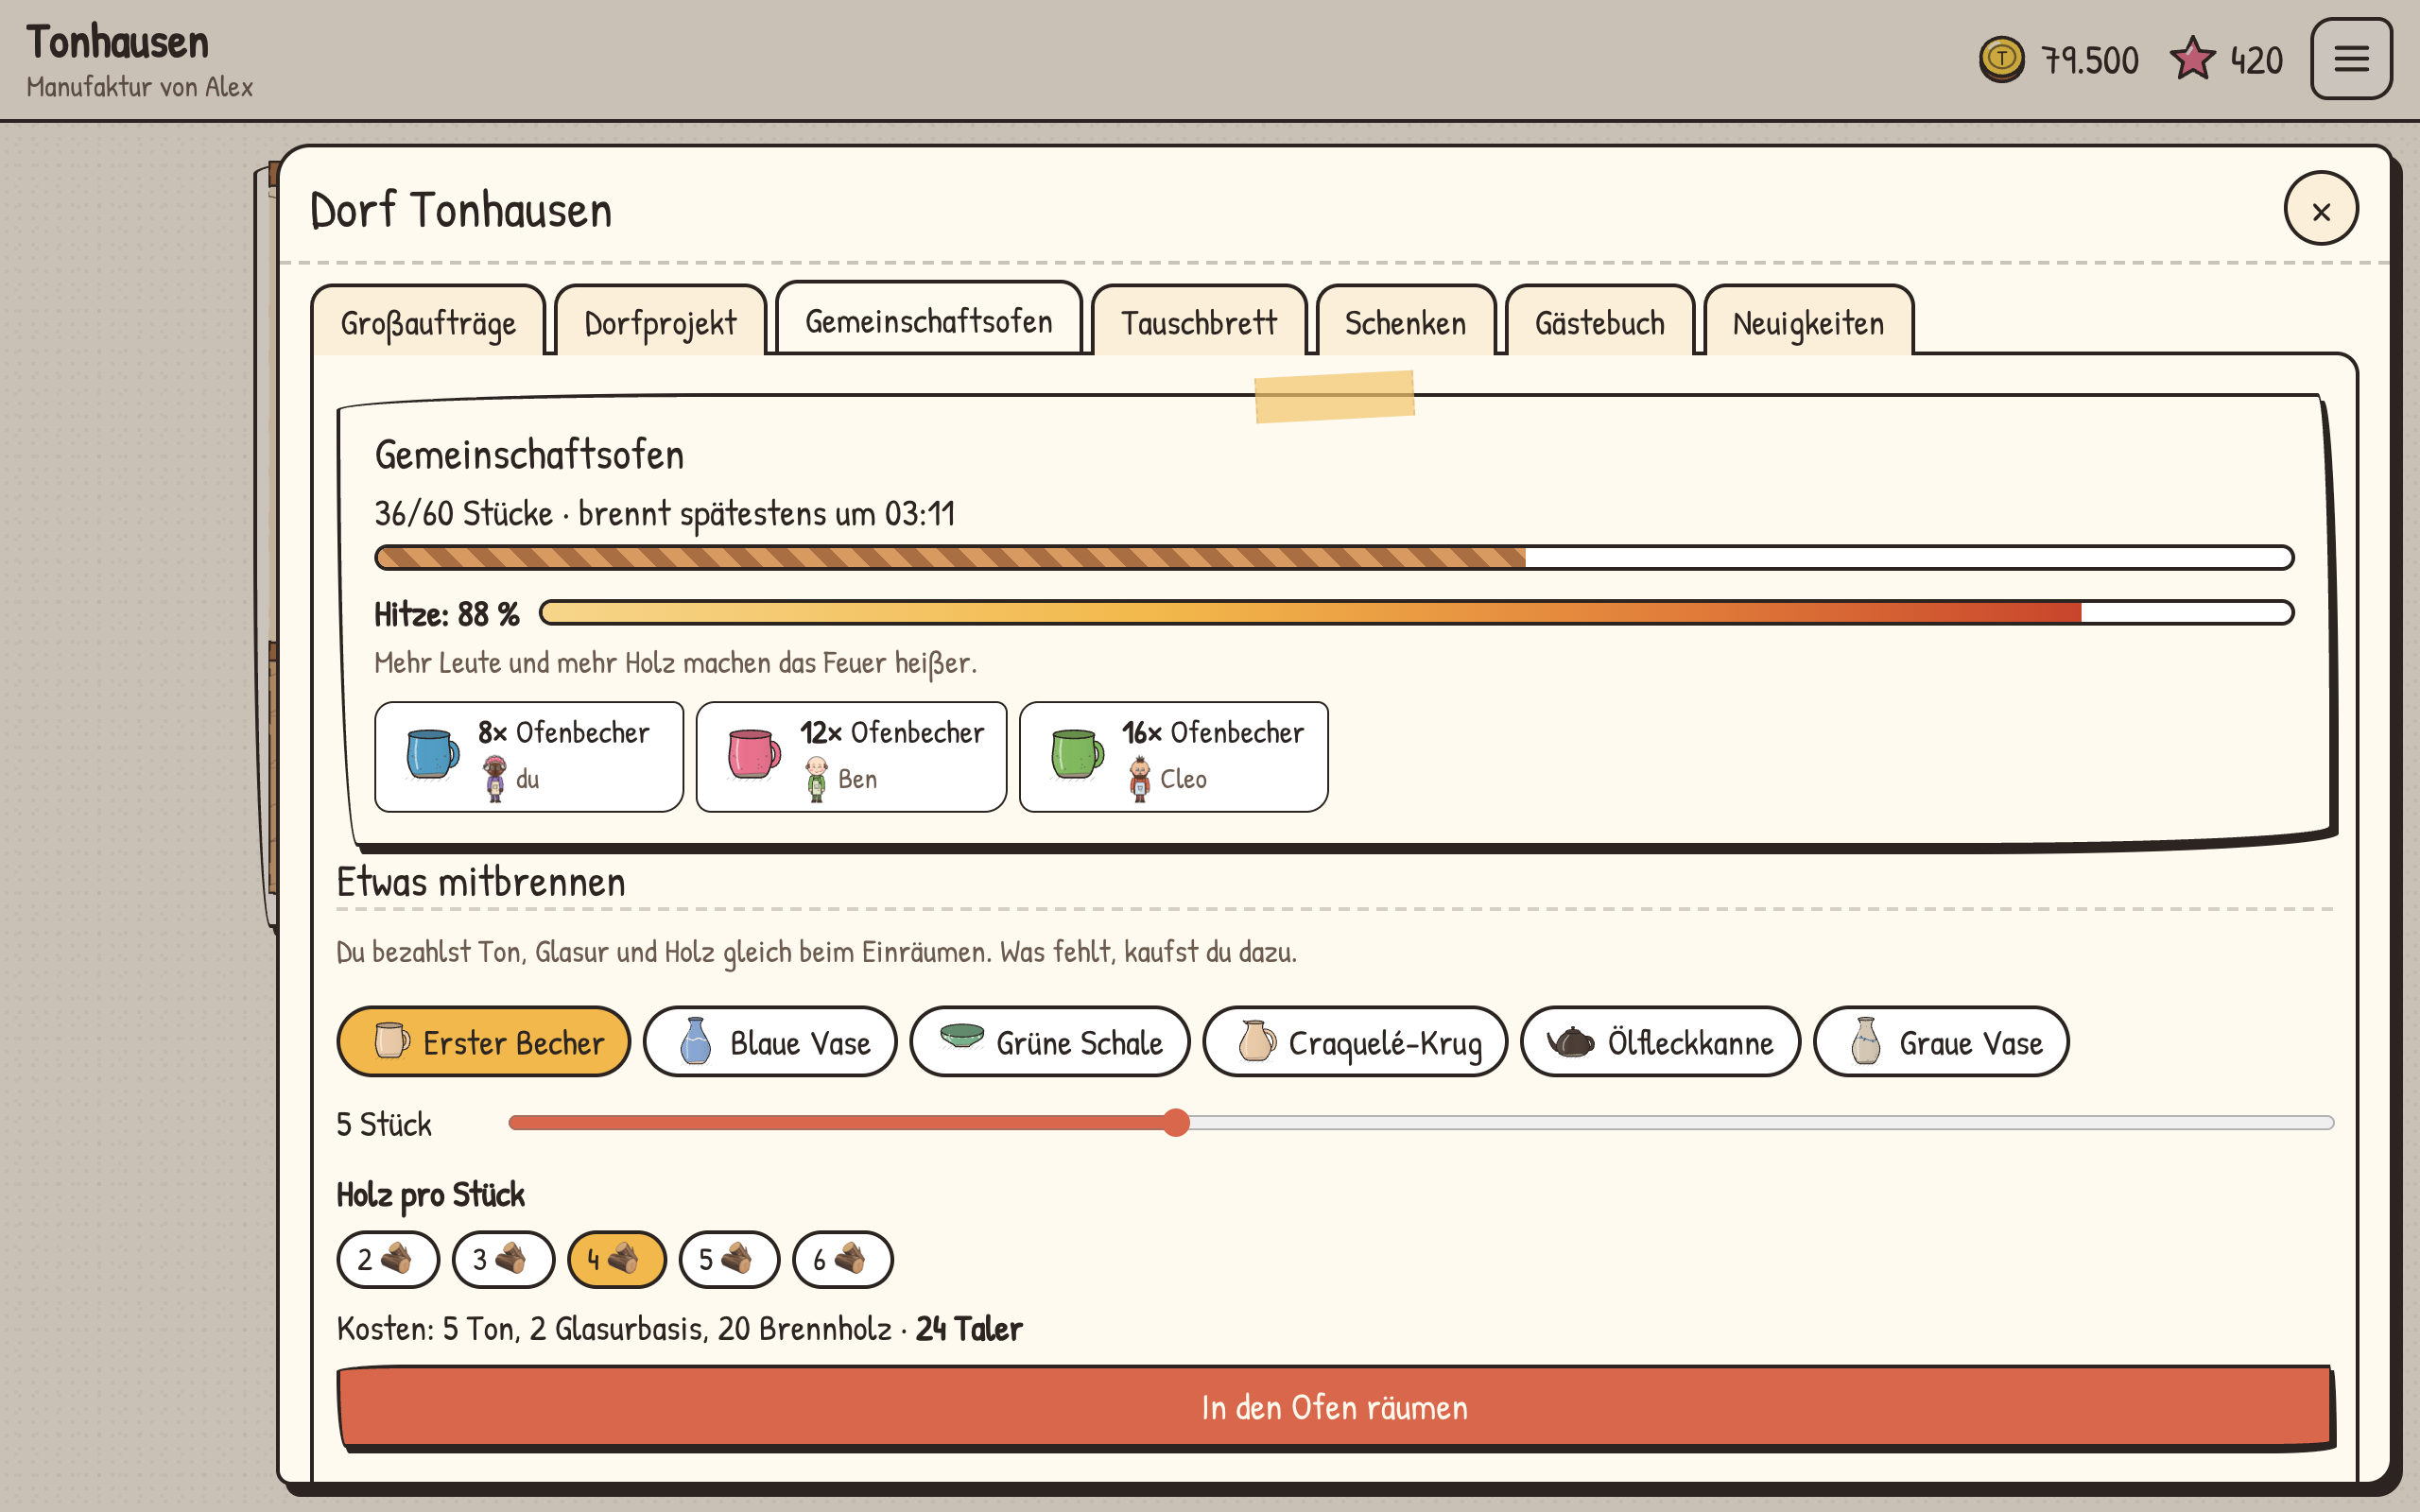 Tonhausen
Manufaktur von Alex
T
79.500
420
Dorf Tonhausen
×
Großaufträge
Dorfprojekt
Gemeinschaftsofen
Tauschbrett
Schenken
Gästebuch
Neuigkeiten
Gemeinschaftsofen
36/60 Stücke · brennt spätestens um 03:11
Hitze: 88 %
Mehr Leute und mehr Holz machen das Feuer heißer.
8× Ofenbecher
du
12× Ofenbecher
Ben
16× Ofenbecher
Cleo
Etwas mitbrennen
Du bezahlst Ton, Glasur und Holz gleich beim Einräumen. Was fehlt, kaufst du dazu.
Erster Becher
Blaue Vase
Grüne Schale
Craquelé-Krug
Ölfleckkanne
Graue Vase
5 Stück
Holz pro Stück
2
3
4
5
6
Kosten: 5 Ton, 2 Glasurbasis, 20 Brennholz · 24 Taler
In den Ofen räumen